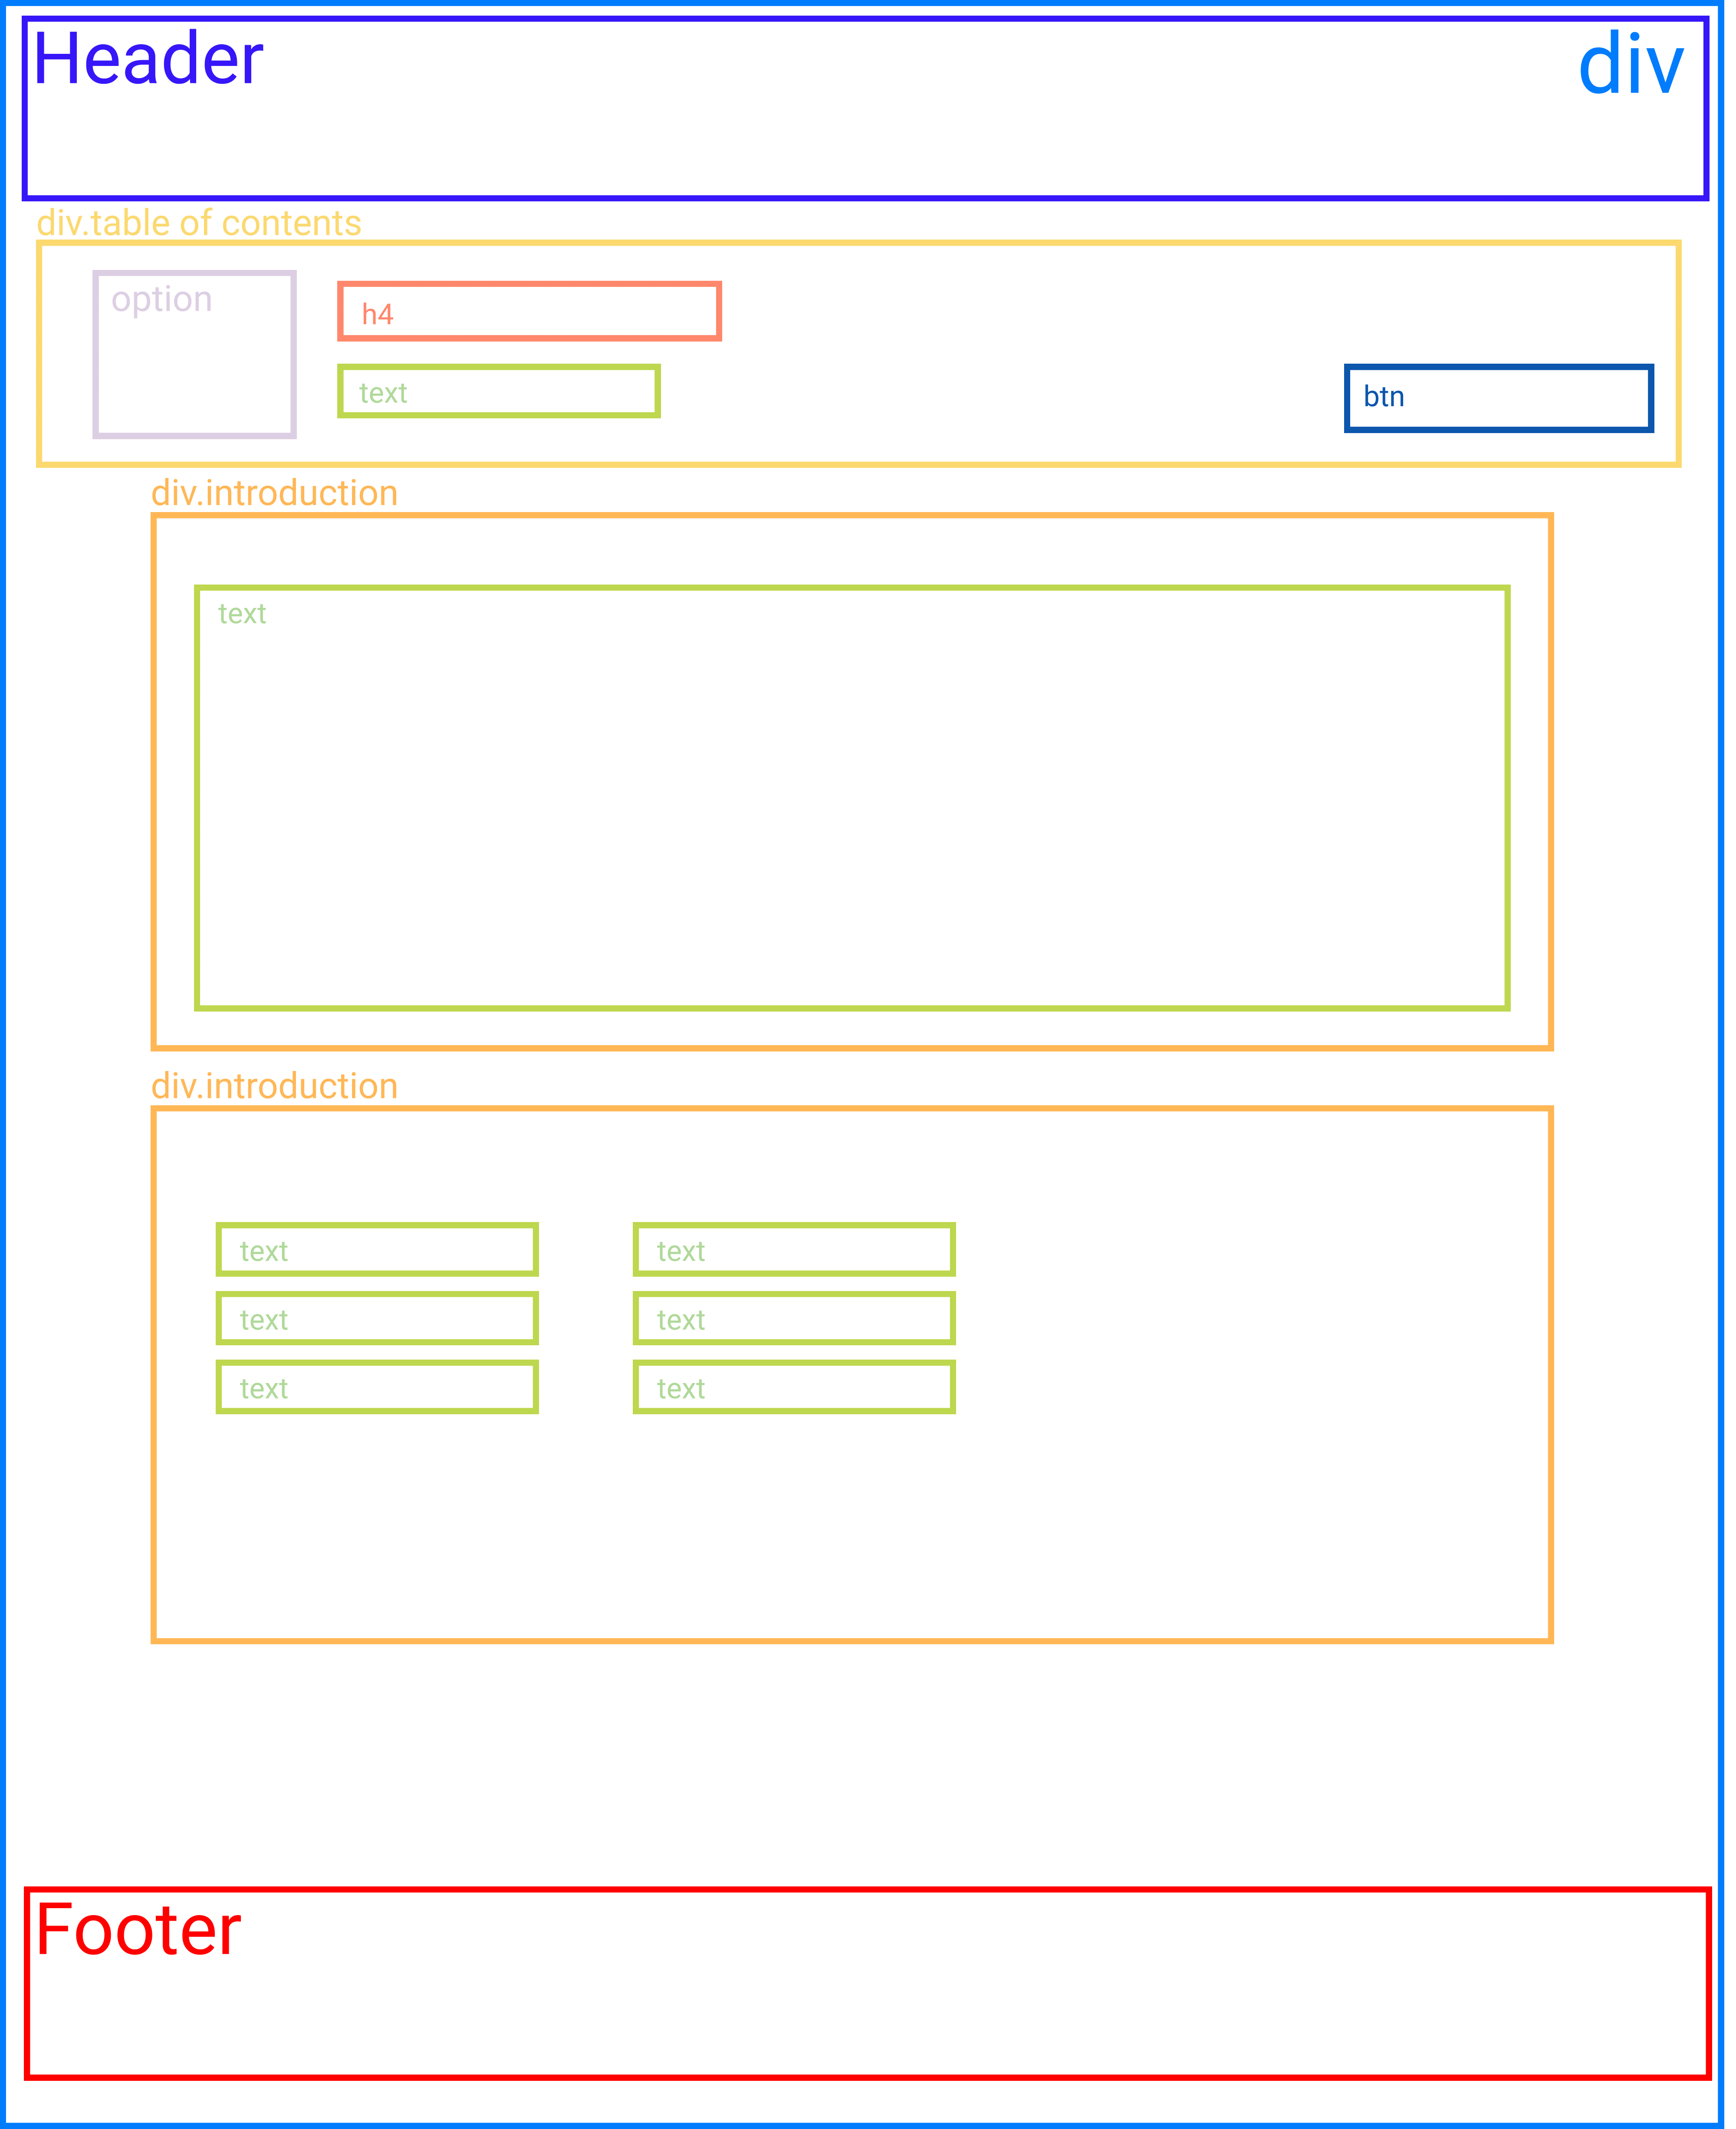 Header
div
div.table of contents
option
h4
text
btn
div.introduction
text
div.introduction
text
text
text
text
text
text
Footer